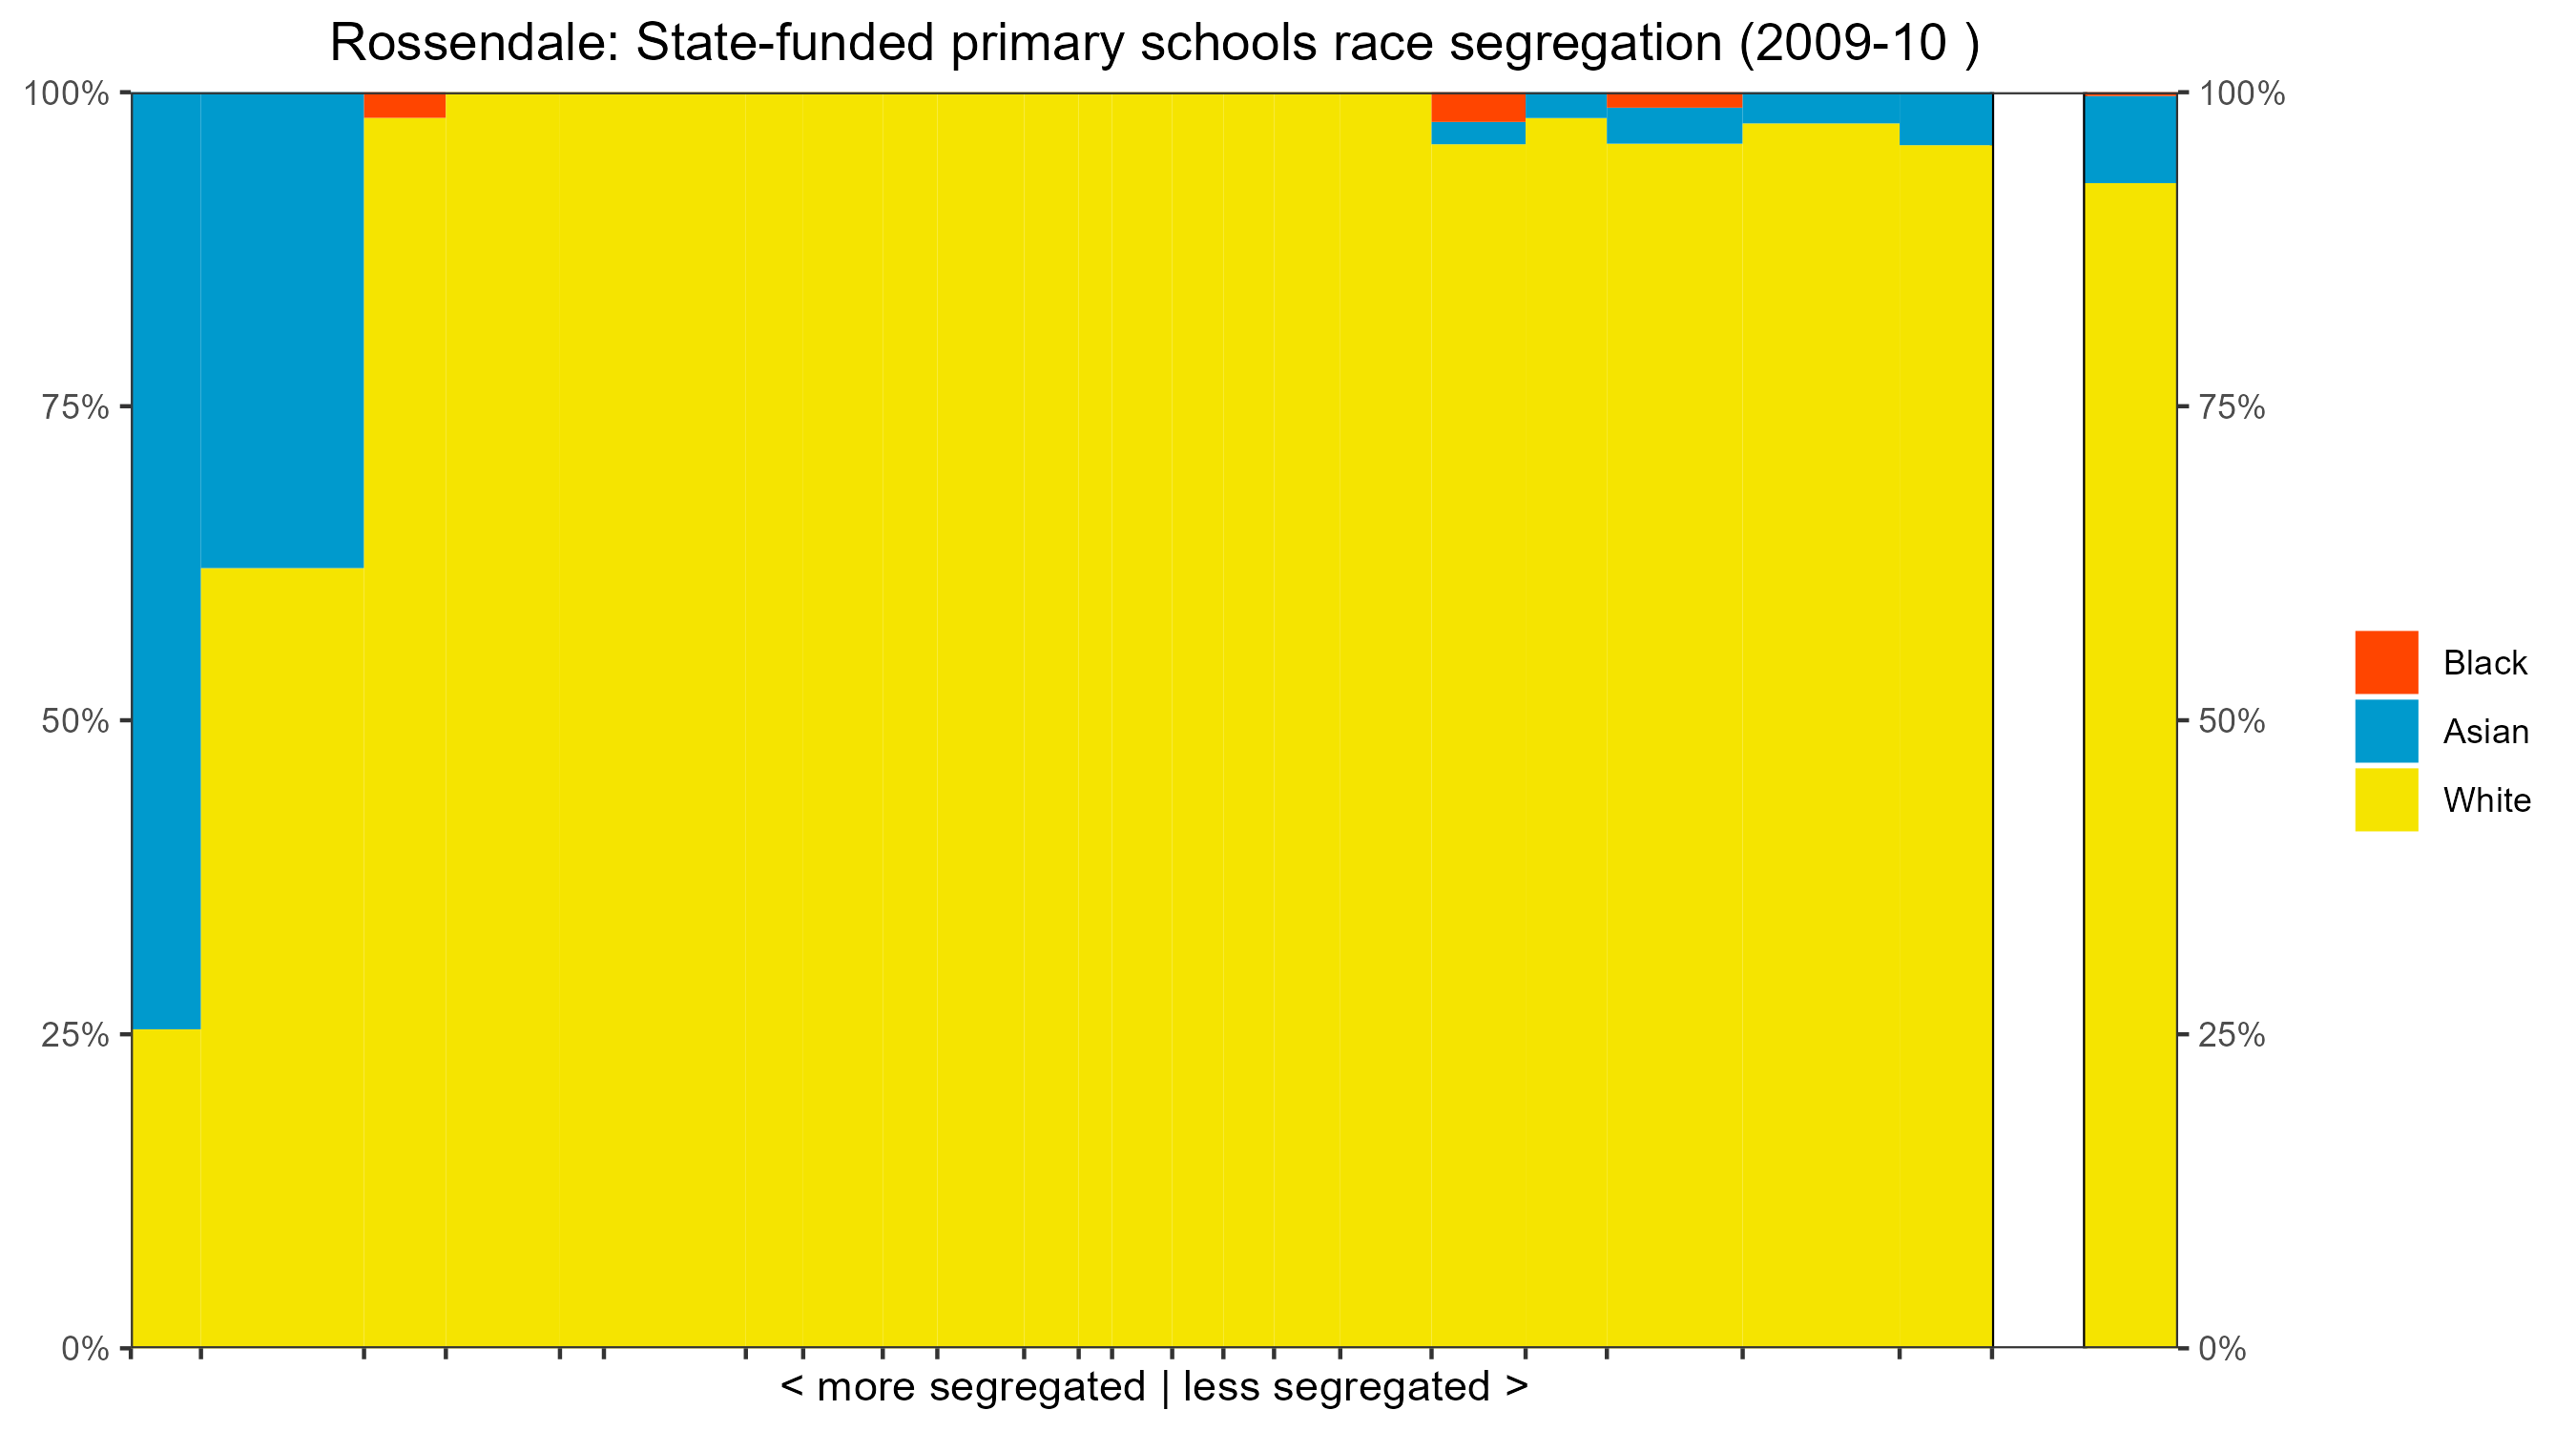 Rossendale: State-funded primary schools race segregation (2009-10 )
100%
75%
50%
25%
0%
100%
75%
50%
25%
0%
Black
Asian
White
< more segregated | less segregated >